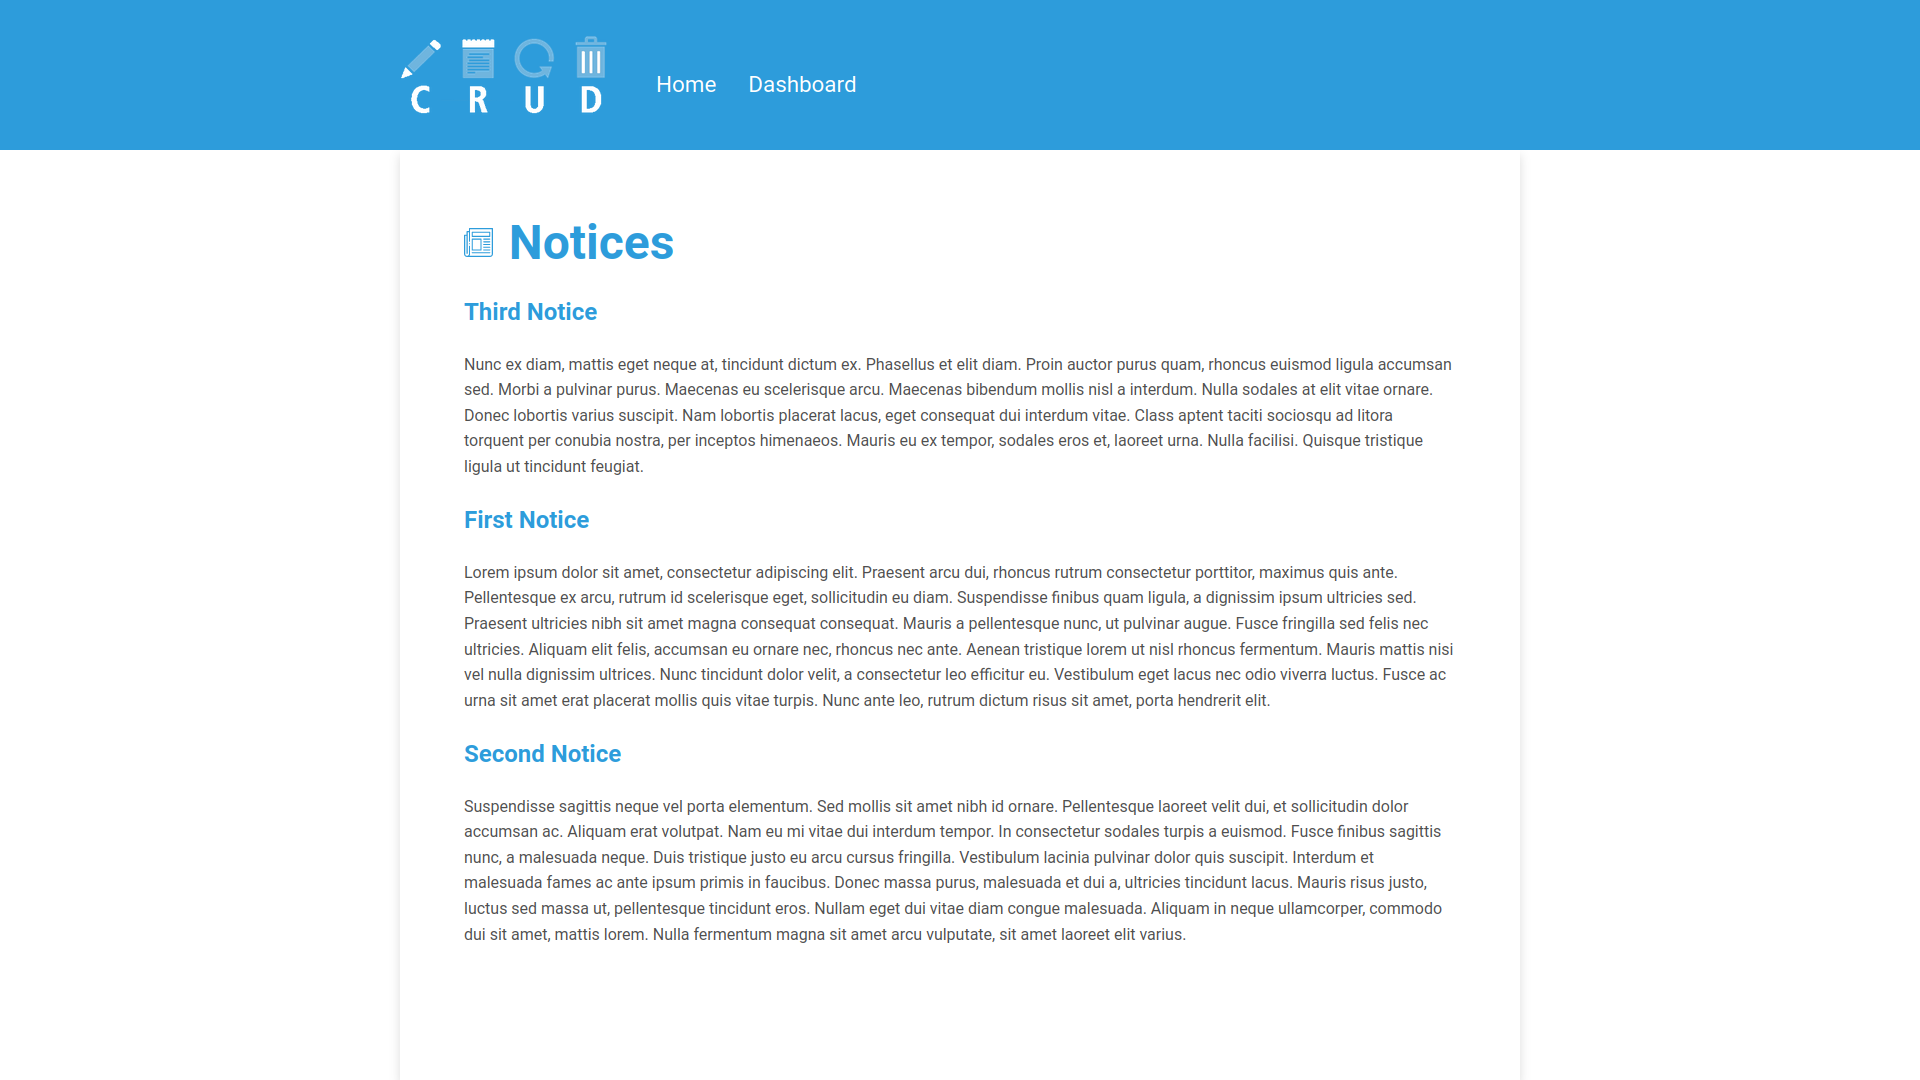 C R U D
Home Dashboard
Notices
Third Notice
Nunc ex diam, mattis eget neque at, tincidunt dictum ex. Phasellus et elit diam. Proin auctor purus quam, rhoncus euismod ligula accumsan
sed. Morbi a pulvinar purus. Maecenas eu scelerisque arcu. Maecenas bibendum mollis nisl a interdum. Nulla sodales at elit vitae ornare.
Donec lobortis varius suscipit. Nam lobortis placerat lacus, eget consequat dui interdum vitae. Class aptent taciti sociosqu ad litora
torquent per conubia nostra, per inceptos himenaeos. Mauris eu ex tempor, sodales eros et, laoreet urna. Nulla facilisi. Quisque tristique
ligula ut tincidunt feugiat.
First Notice
Lorem ipsum dolor sit amet, consectetur adipiscing elit. Praesent arcu dui, rhoncus rutrum consectetur porttitor, maximus quis ante.
Pellentesque ex arcu, rutrum id scelerisque eget, sollicitudin eu diam. Suspendisse finibus quam ligula, a dignissim ipsum ultricies sed.
Praesent ultricies nibh sit amet magna consequat consequat. Mauris a pellentesque nunc, ut pulvinar augue. Fusce fringilla sed felis nec
ultricies. Aliquam elit felis, accumsan eu ornare nec, rhoncus nec ante. Aenean tristique lorem ut nisl rhoncus fermentum. Mauris mattis nisi
vel nulla dignissim ultrices. Nunc tincidunt dolor velit, a consectetur leo efficitur eu. Vestibulum eget lacus nec odio viverra luctus. Fusce ac
urna sit amet erat placerat mollis quis vitae turpis. Nunc ante leo, rutrum dictum risus sit amet, porta hendrerit elit.
Second Notice
Suspendisse sagittis neque vel porta elementum. Sed mollis sit amet nibh id ornare. Pellentesque laoreet velit dui, et sollicitudin dolor
accumsan ac. Aliquam erat volutpat. Nam eu mi vitae dui interdum tempor. In consectetur sodales turpis a euismod. Fusce finibus sagittis
nunc, a malesuada neque. Duis tristique justo eu arcu cursus fringilla. Vestibulum lacinia pulvinar dolor quis suscipit. Interdum et
malesuada fames ac ante ipsum primis in faucibus. Donec massa purus, malesuada et dui a, ultricies tincidunt lacus. Mauris risus justo,
luctus sed massa ut, pellentesque tincidunt eros. Nullam eget dui vitae diam congue malesuada. Aliquam in neque ullamcorper, commodo
dui sit amet, mattis lorem. Nulla fermentum magna sit amet arcu vulputate, sit amet laoreet elit varius.